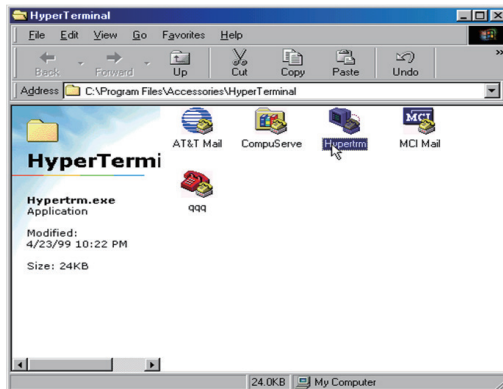 HyperTerminal
File Edit View Go Favorites Help
Back Forward Up Cut Copy Paste Undo
Address C:\Program Files\Accessories\HyperTerminal
HyperTermi
Hypertrm.exe
Application
Modified:
4/23/99 10:22 PM
Size: 24KB
AT&T Mail CompuServe Hypertrm MCI Mail
MCI
qqq
24.0KB My Computer